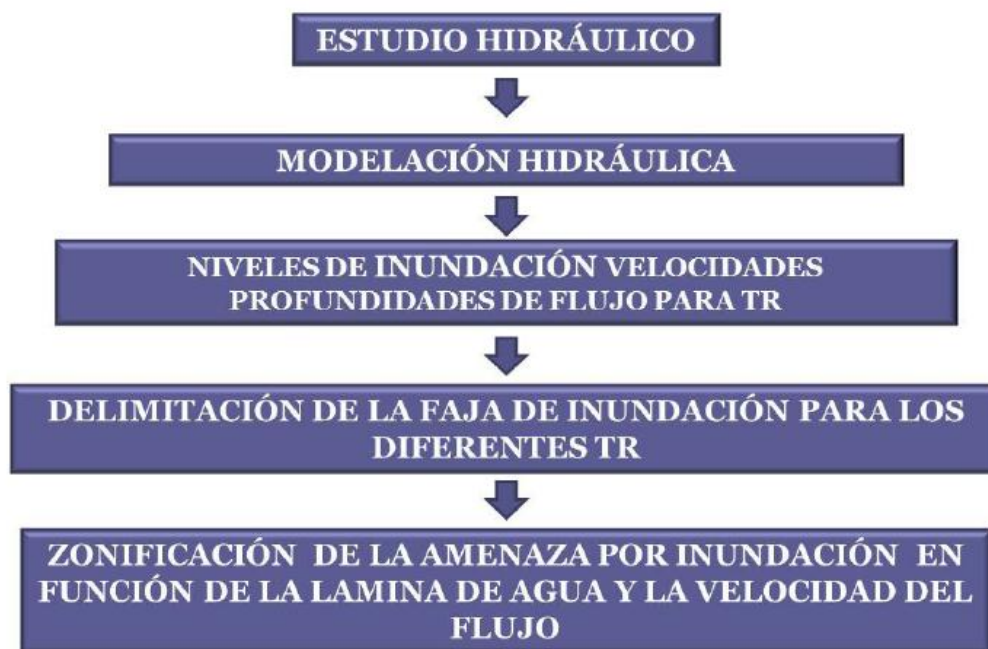 ESTUDIO HIDRÁULICO
MODELACIÓN HIDRÁULICA
NIVELES DE INUNDACIÓN VELOCIDADES
PROFUNDIDADES DE FLUJO PARA TR
DELIMITACIÓN DE LA FAJA DE INUNDACIÓN PARA LOS
DIFERENTES TR
ZONIFICACIÓN DE LA AMENAZA POR INUNDACIÓN EN
FUNCIÓN DE LA LAMINA DE AGUA Y LA VELOCIDAD DEL
FLUJO